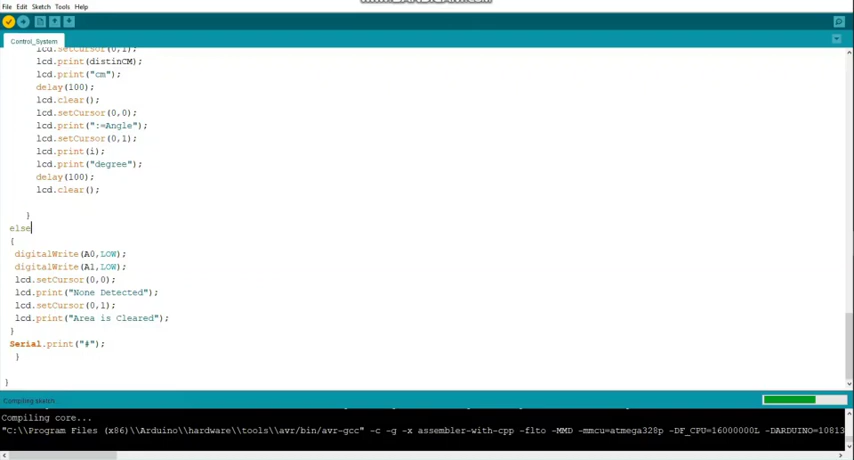 File Edit Sketch Tools Help
Control_System
lcd.setCursor(0,1);
lcd.print(distinCM);
lcd.print("cm");
delay(100);
lcd.clear();
lcd.setCursor(0,0);
lcd.print(":=Angle");
lcd.setCursor(0,1);
lcd.print(i);
lcd.print("degree");
delay(100);
lcd.clear();
}
else
{
digitalWrite(A0,LOW);
digitalWrite(A1,LOW);
lcd.setCursor(0,0);
lcd.print("None Detected");
lcd.setCursor(0,1);
lcd.print("Area is Cleared");
}
Serial.print("#");
}
}
Compiling sketch...
Compiling core...
"C:\\Program Files (x86)\\Arduino\\hardware\\tools\\avr/bin/avr-gcc" -c -g -x assembler-with-cpp -flto -MMD -mmcu=atmega328p -DF_CPU=16000000L -DARDUINO=10813